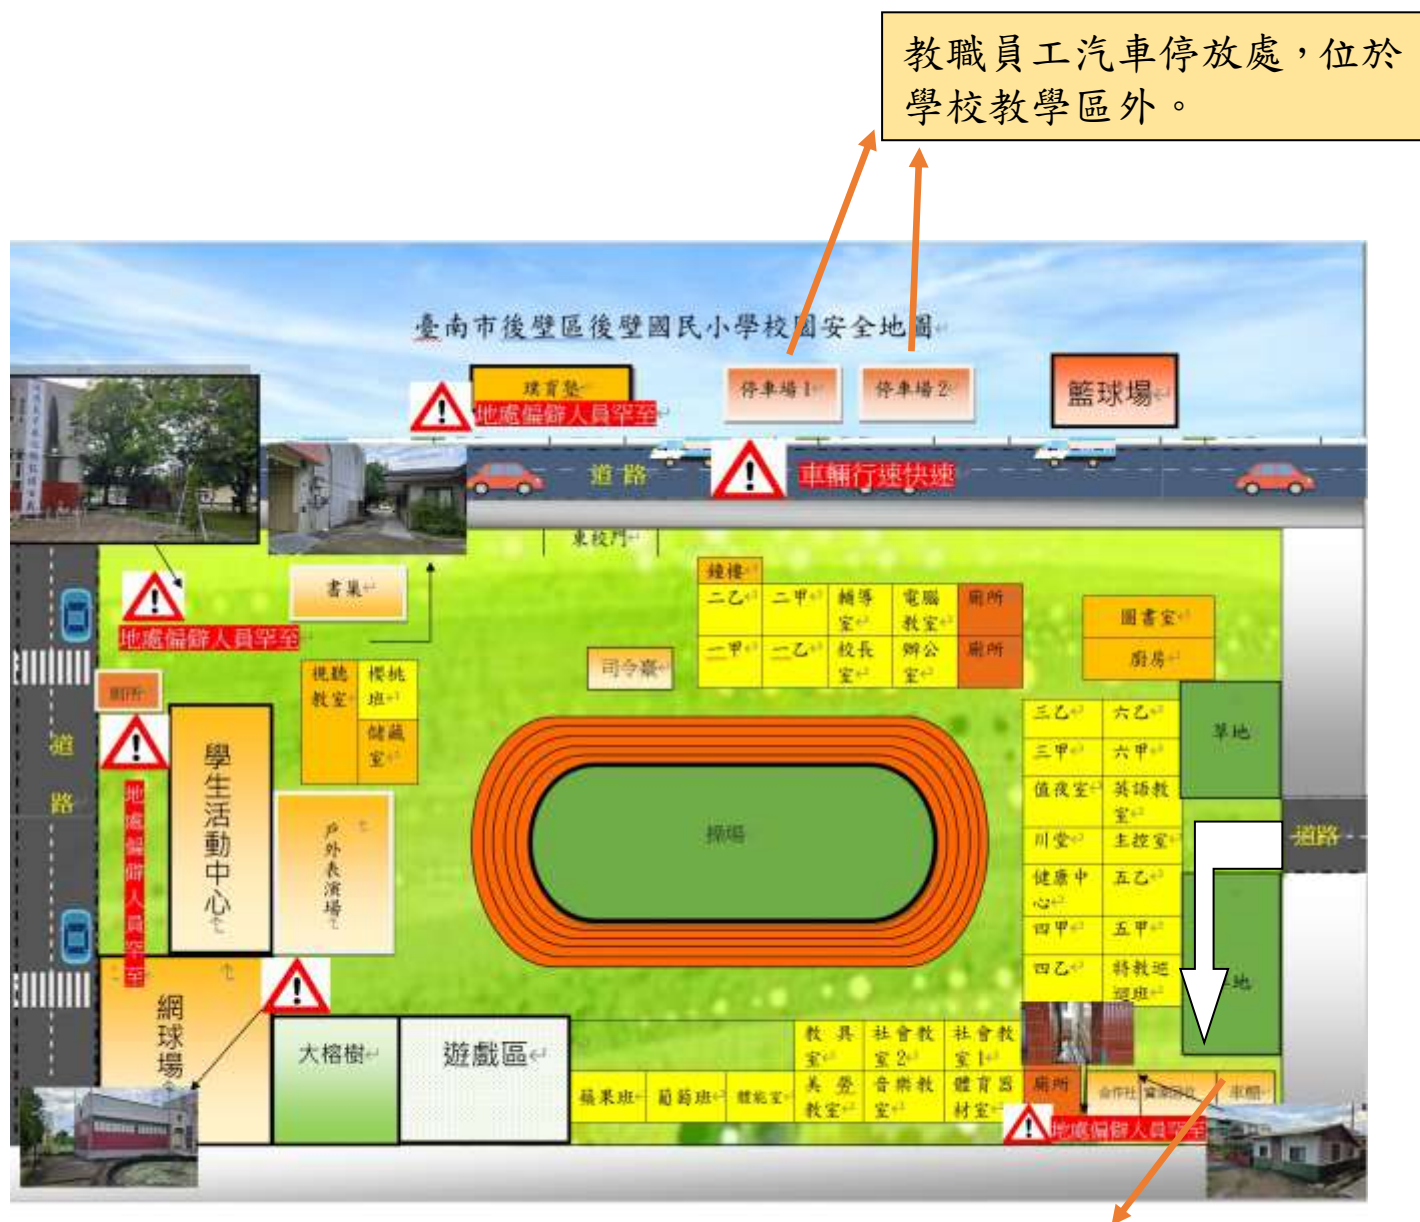 教職員工汽車停放處，位於
學校教學區外。
臺南市後壁區後壁國民小學校園安全地圖
璞育塾
地處偏僻人員罕至
停車場 1
停車場 2
籃球場
道 路
車輛行速快速
東校門
書巢
地處偏僻人員罕至
鐘樓
二乙 二甲 輔導室 電腦教室 廁所
一甲 一乙 校長室 辦公室 廁所
圖書室
廚房
司令臺
視聽教室
櫻桃班
儲藏室
廁所
道路
地處偏僻人員罕至
學生活動中心
戶外表演場
操場
三乙 六乙
三甲 六甲
值夜室 英語教室
川堂 主控室
健康中心 五乙
四甲 五甲
四乙 特教巡迴班
草地
道路
地
網球場
大榕樹
遊戲區
教具室 社會教室 2 社會教室 1
蘋果班 葡萄班 體能室 美勞教室 音樂教室 體育器材室 廁所
合作社
車棚
地處偏僻人員罕至